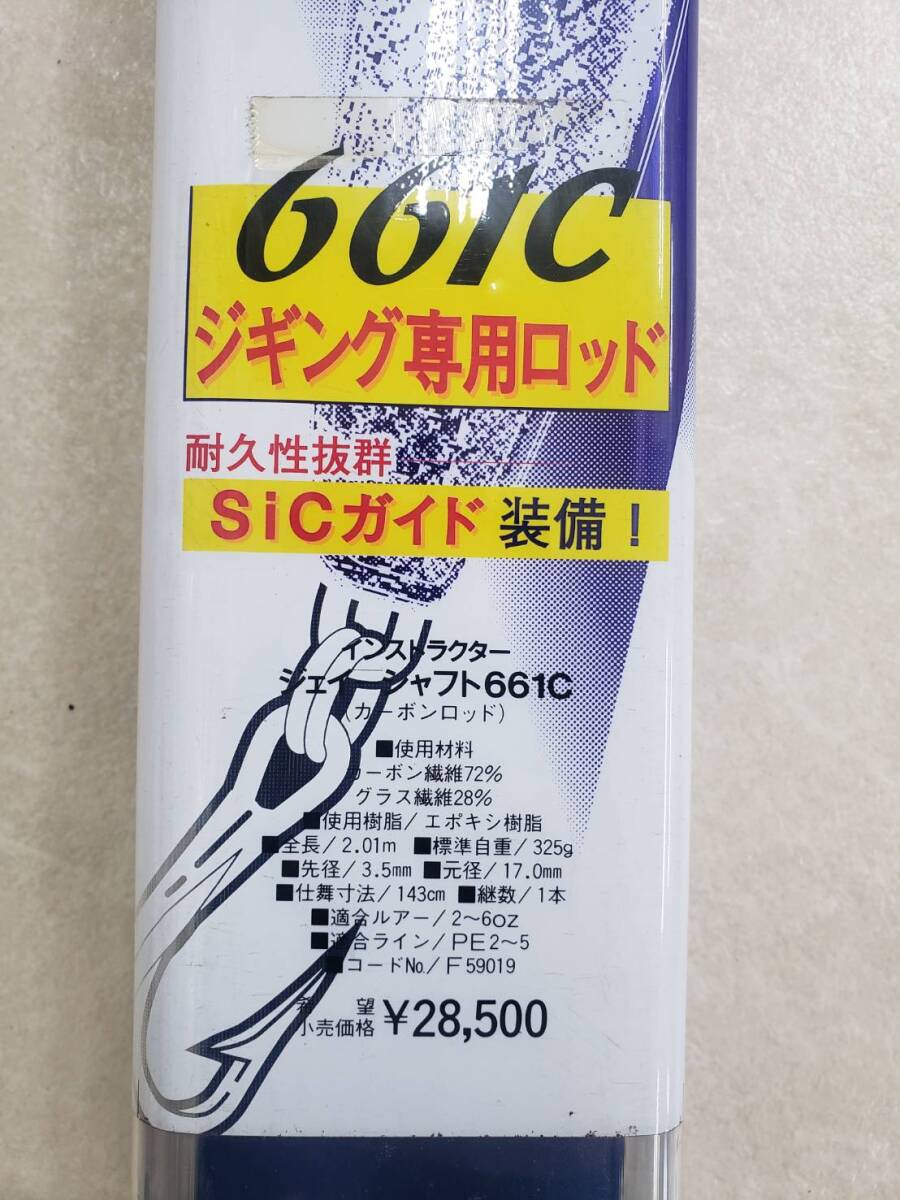 661C
ジギング専用ロッド
耐久性抜群
SiCガイド 装備！
インストラクター
ジェイーシャフト661C
(カーボンロッド)
■使用材料
カーボン繊維72%
グラス繊維28%
■使用樹脂/エポキシ樹脂
■全長/2.01m ■標準自重/325g
■先径/3.5mm ■元径/17.0mm
■仕舞寸法/143cm ■継数/1本
■適合ルアー/2〜6oz
■適合ライン/PE2〜5
■コードNo./F59019
希望
小売価格 ¥28,500